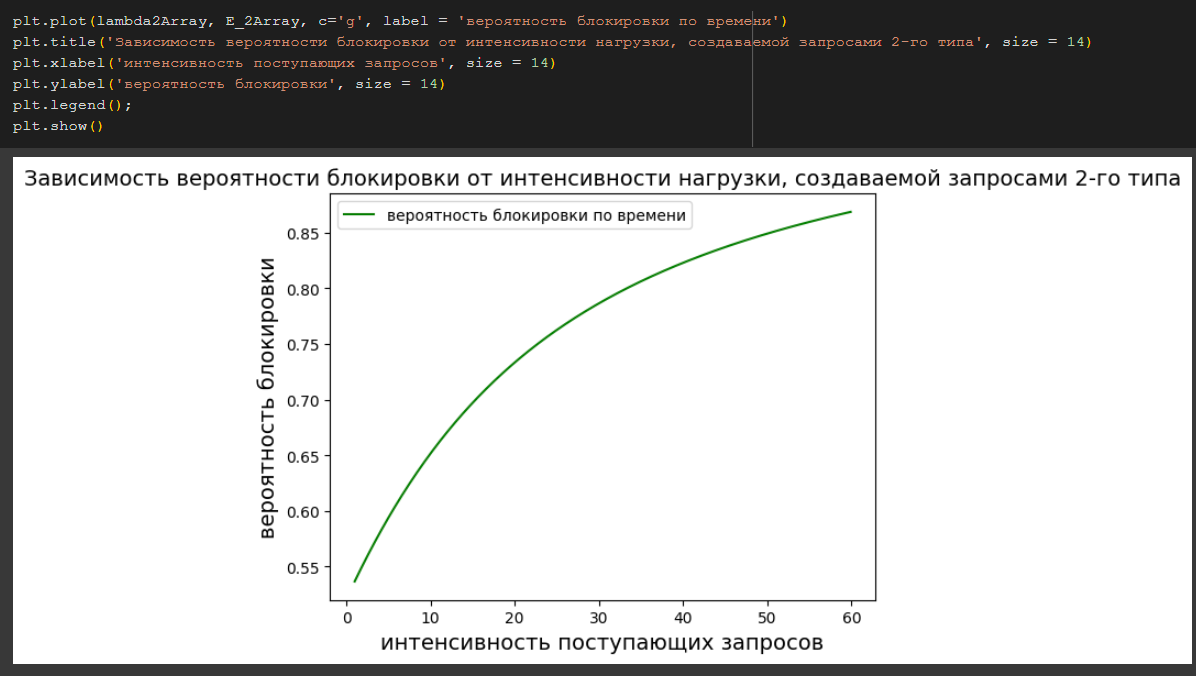 plt.plot(lambda2Array, E_2Array, c='g', label = 'вероятность блокировки по времени')
plt.title('Зависимость вероятности блокировки от интенсивности нагрузки, создаваемой запросами 2-го типа', size = 14)
plt.xlabel('интенсивность поступающих запросов', size = 14)
plt.ylabel('вероятность блокировки', size = 14)
plt.legend();
plt.show()
Зависимость вероятности блокировки от интенсивности нагрузки, создаваемой запросами 2-го типа
вероятность блокировки по времени
вероятность блокировки
0.85
0.80
0.75
0.70
0.65
0.60
0.55
0 10 20 30 40 50 60
интенсивность поступающих запросов